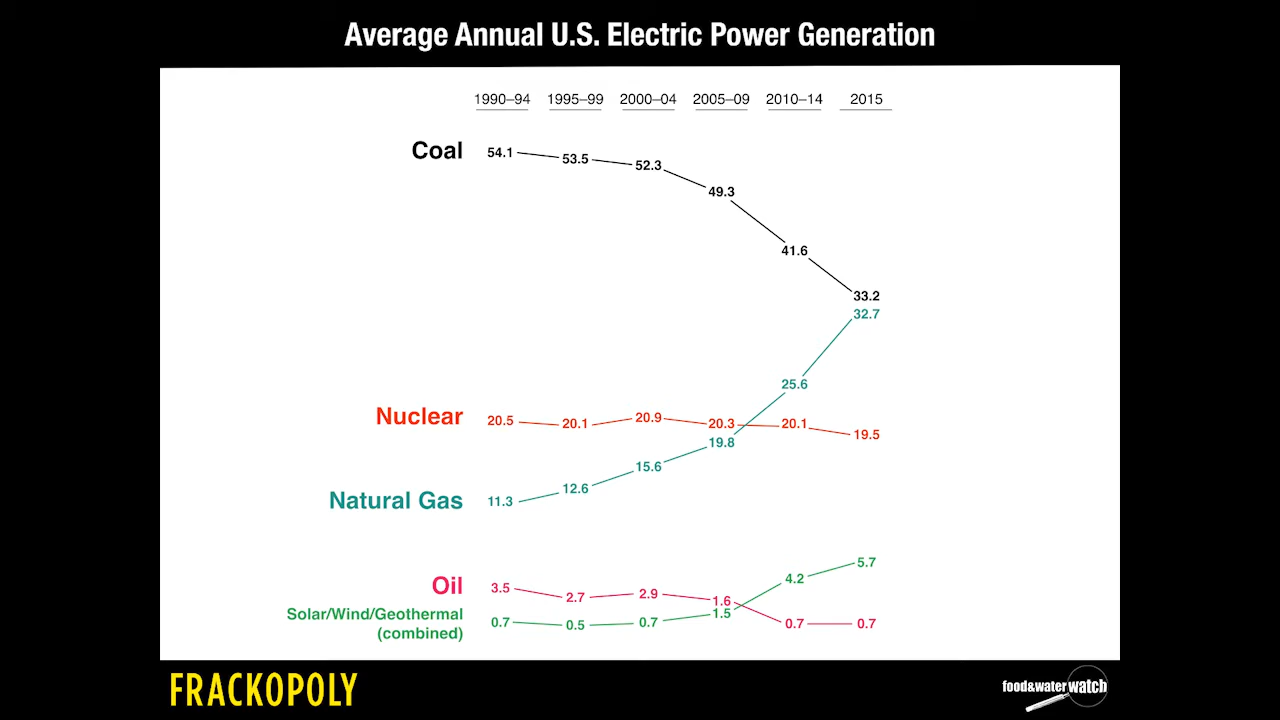 Average Annual U.S. Electric Power Generation
1990–94 1995–99 2000–04 2005–09 2010–14 2015
Coal 54.1 53.5 52.3 49.3 41.6 33.2
Nuclear 20.5 20.1 20.9 20.3 20.1 19.5
Natural Gas 11.3 12.6 15.6 19.8 25.6 32.7
Oil 3.5 2.7 2.9 1.6 0.7 0.7
Solar/Wind/Geothermal
(combined) 0.7 0.5 0.7 1.5 4.2 5.7
FRACKOPOLY
food&waterwatch